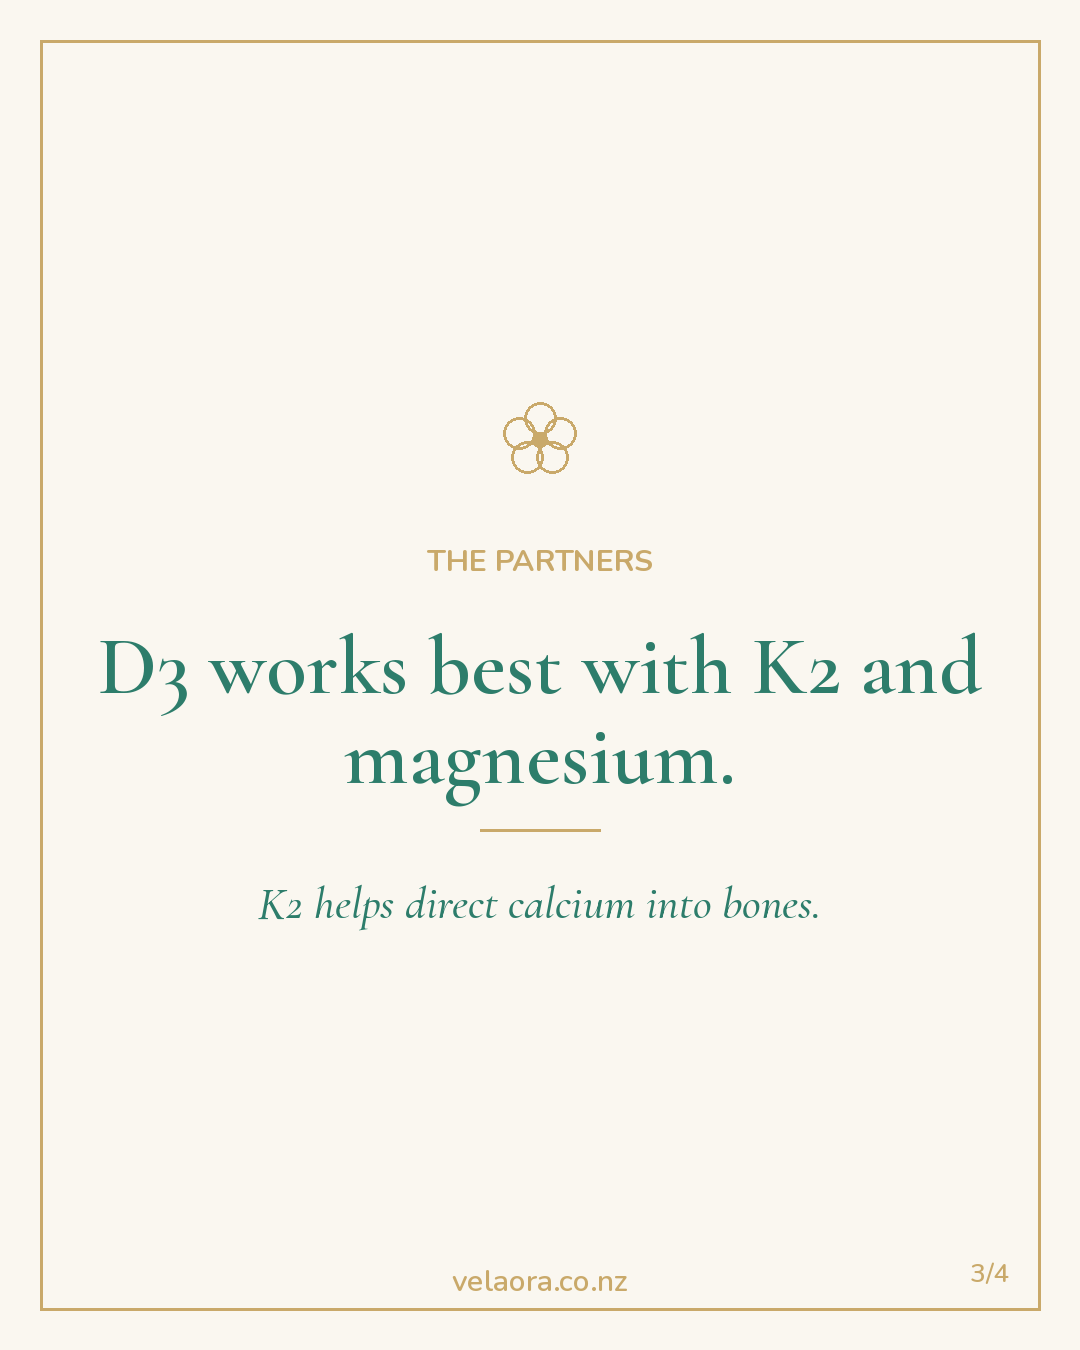 THE PARTNERS
D3 works best with K2 and
magnesium.
K2 helps direct calcium into bones.
velaora.co.nz
3/4